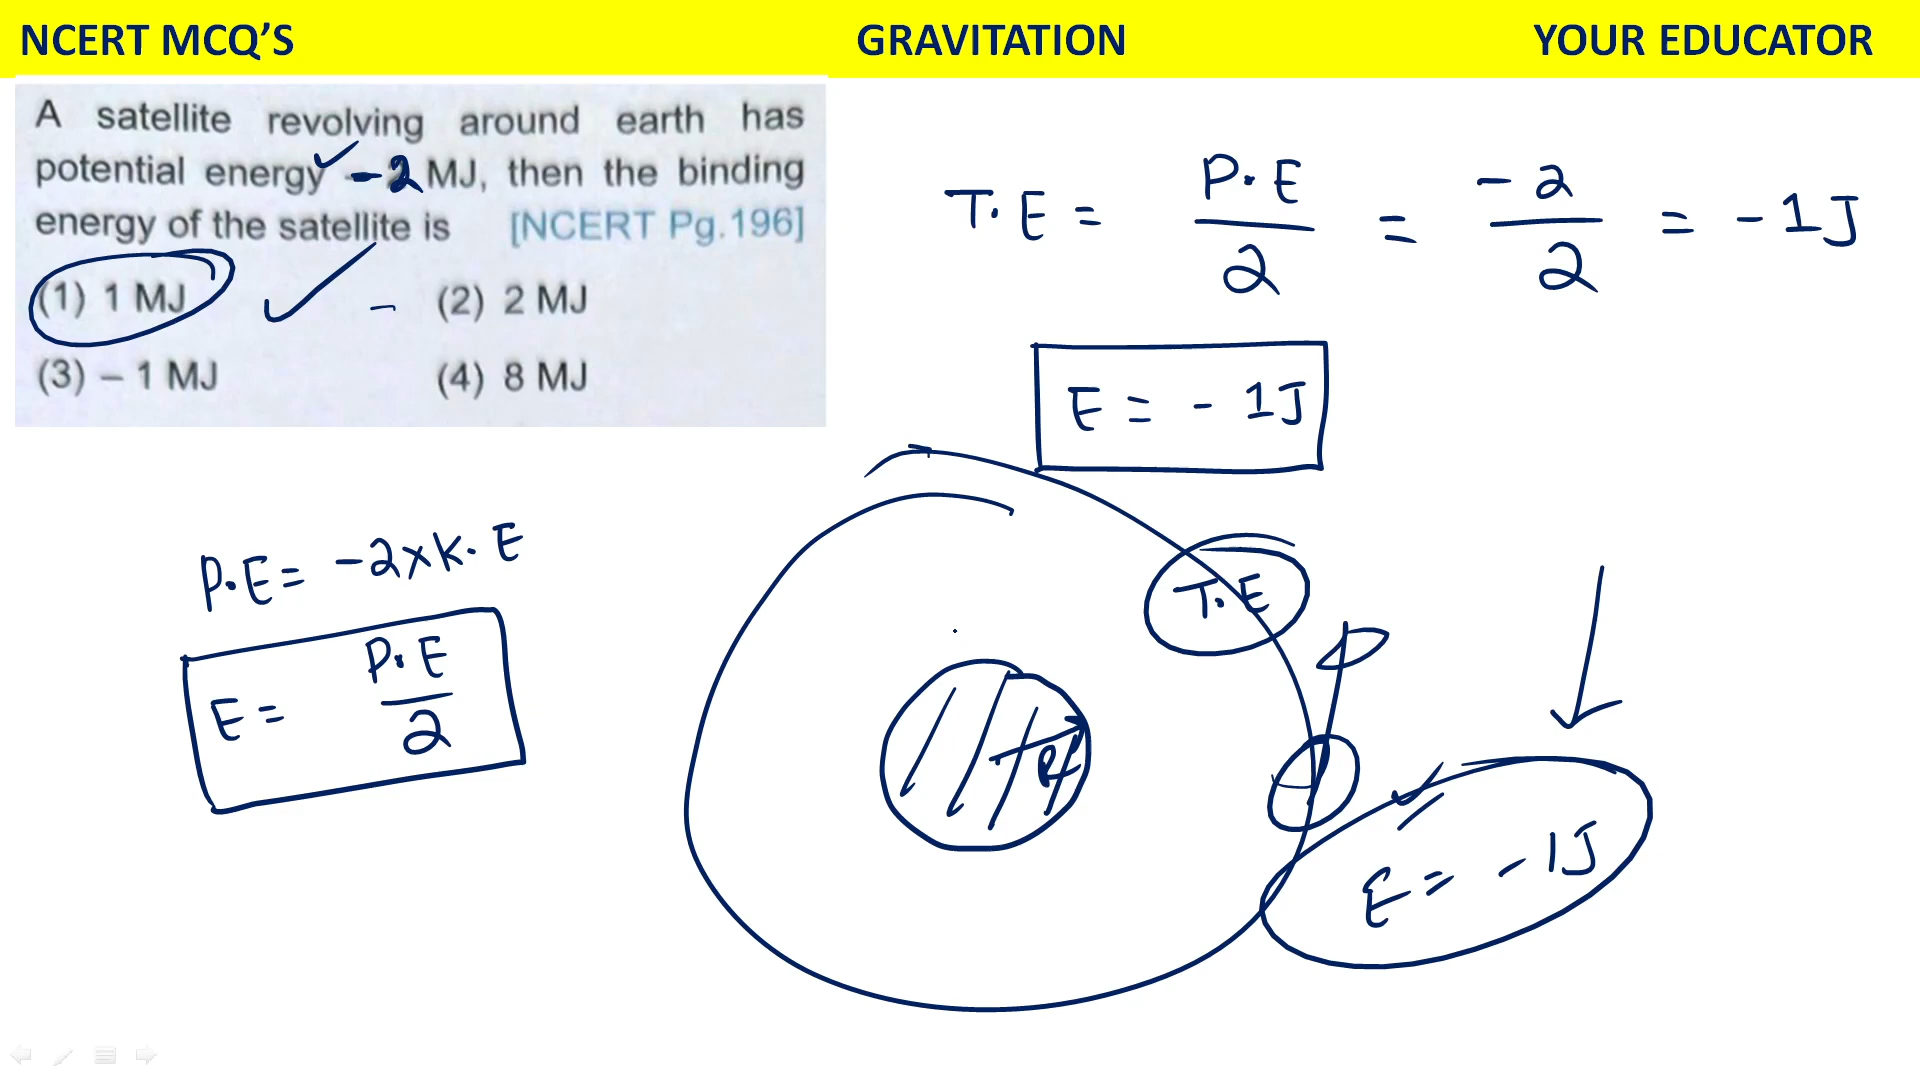 NCERT MCQ'S GRAVITATION YOUR EDUCATOR
A satellite revolving around earth has
potential energy -2 MJ, then the binding
energy of the satellite is [NCERT Pg.196]
(1) 1 MJ - (2) 2 MJ
(3) – 1 MJ (4) 8 MJ
T.E = P.E/2 = -2/2 = -1J
E = - 1J
P.E = -2×K.E
E = P.E/2
T.E
E = -1J